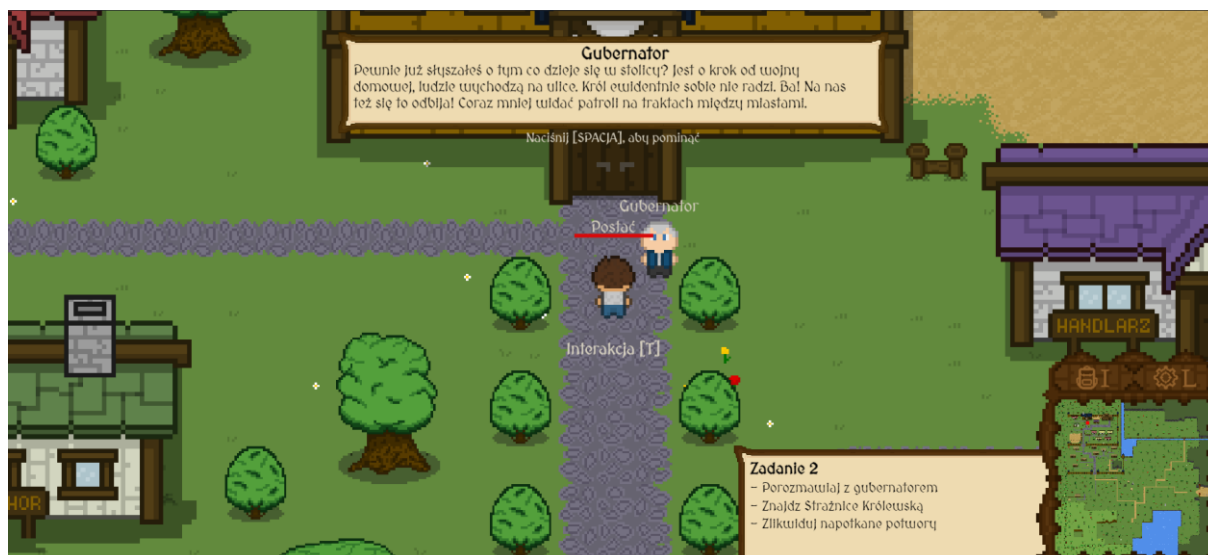 Gubernator
Pewnie już słyszałeś o tym co dzieje się w stolicy? Jest o krok od wojny
domowej, ludzie wychodzą na ulice. Król ewidentnie sobie nie radzi. Ba! Na nas
też się to odbija! Coraz mniej widać patroli na traktach między miastami.
Naciśnij [SPACJA], aby pominąć
Gubernator
Postać
Interakcja [T]
HANDLARZ
I
L
HOR
Zadanie 2
- Porozmawiaj z gubernatorem
- Znajdz Strażnice Królewską
- Zlikwiduj napotkane potwory